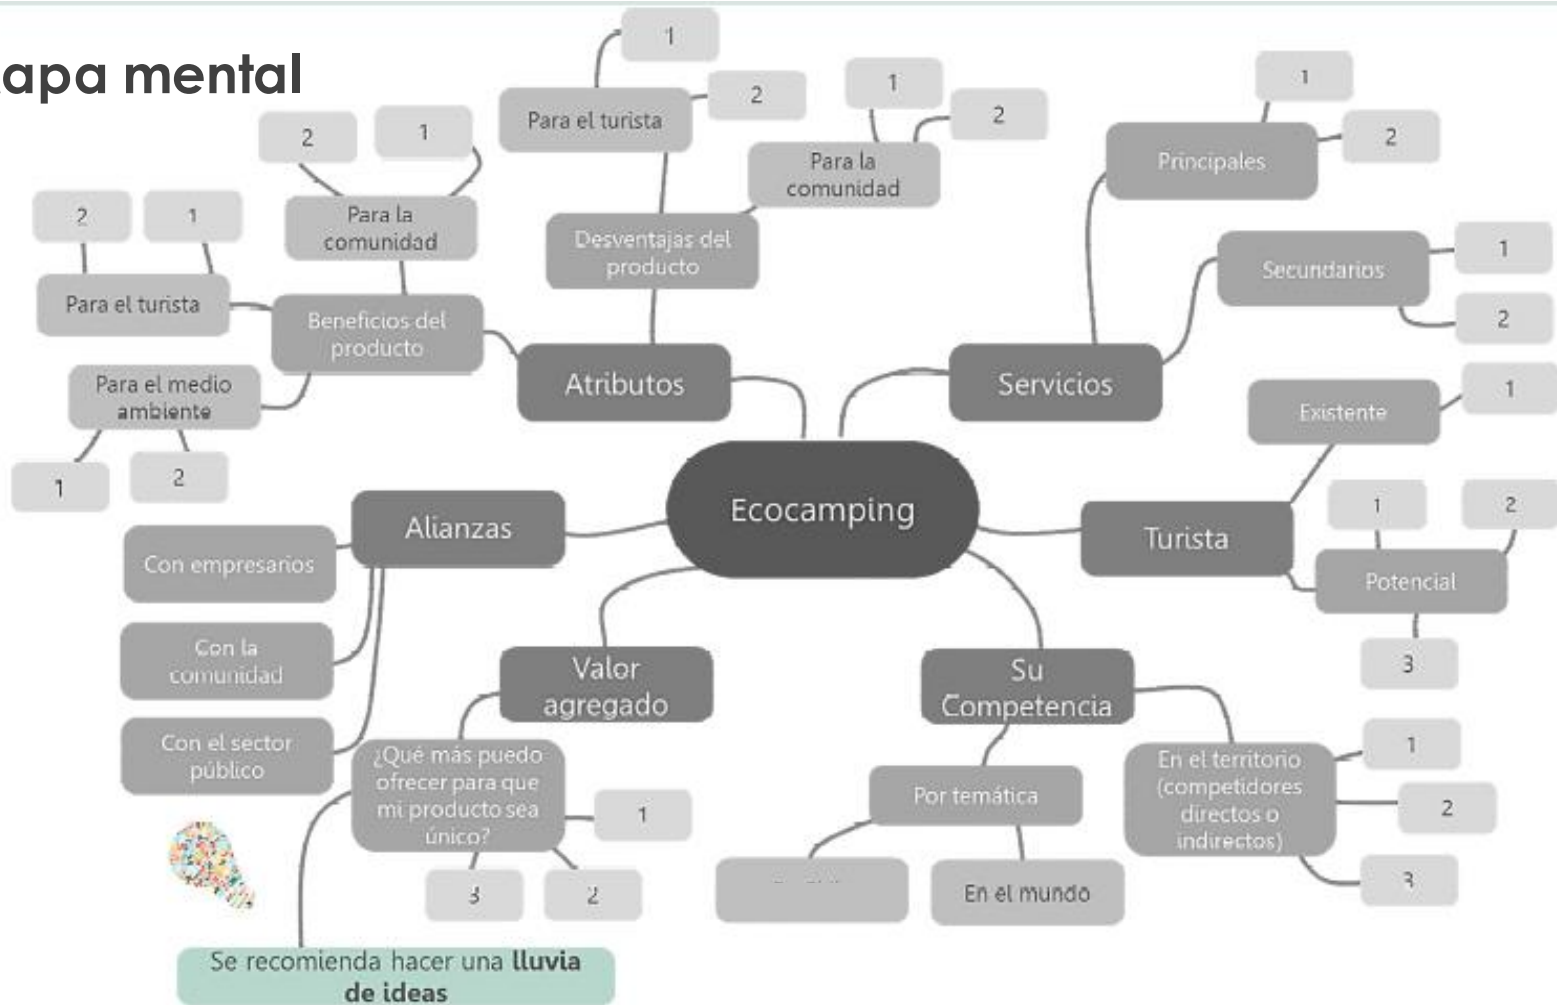 apa mental
1
Para el turista
2
1
2
Para la
comunidad
Desventajas del
producto
2
1
Para la
comunidad
2
1
Para el turista
Beneficios del
producto
Para el medio
ambiente
1
2
Atributos
Servicios
Principales
1
2
Secundarios
1
2
Ecocamping
Turista
Existente
1
Potencial
1
2
3
Alianzas
Con empresarios
Con la
comunidad
Con el sector
público
Valor
agregado
¿Qué más puedo
ofrecer para que
mi producto sea
único?
1
2
3
Se recomienda hacer una lluvia
de ideas
Su
Competencia
Por temática
En el mundo
En el territorio
(competidores
directos o
indirectos)
1
2
3